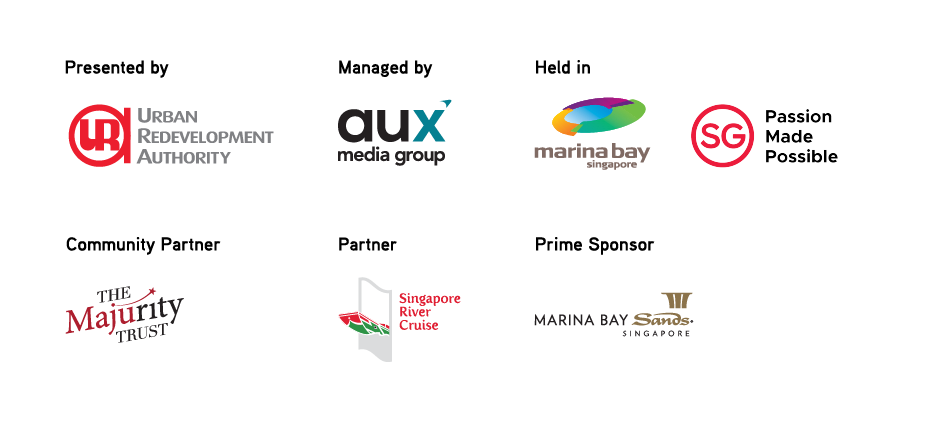 Presented by
URBAN
REDEVELOPMENT
AUTHORITY
Managed by
aux
media group
Held in
marina bay
singapore
SG
Passion
Made
Possible
Community Partner
THE
Majurity
TRUST
Partner
Singapore
River
Cruise
Prime Sponsor
MARINA BAY Sands
SINGAPORE